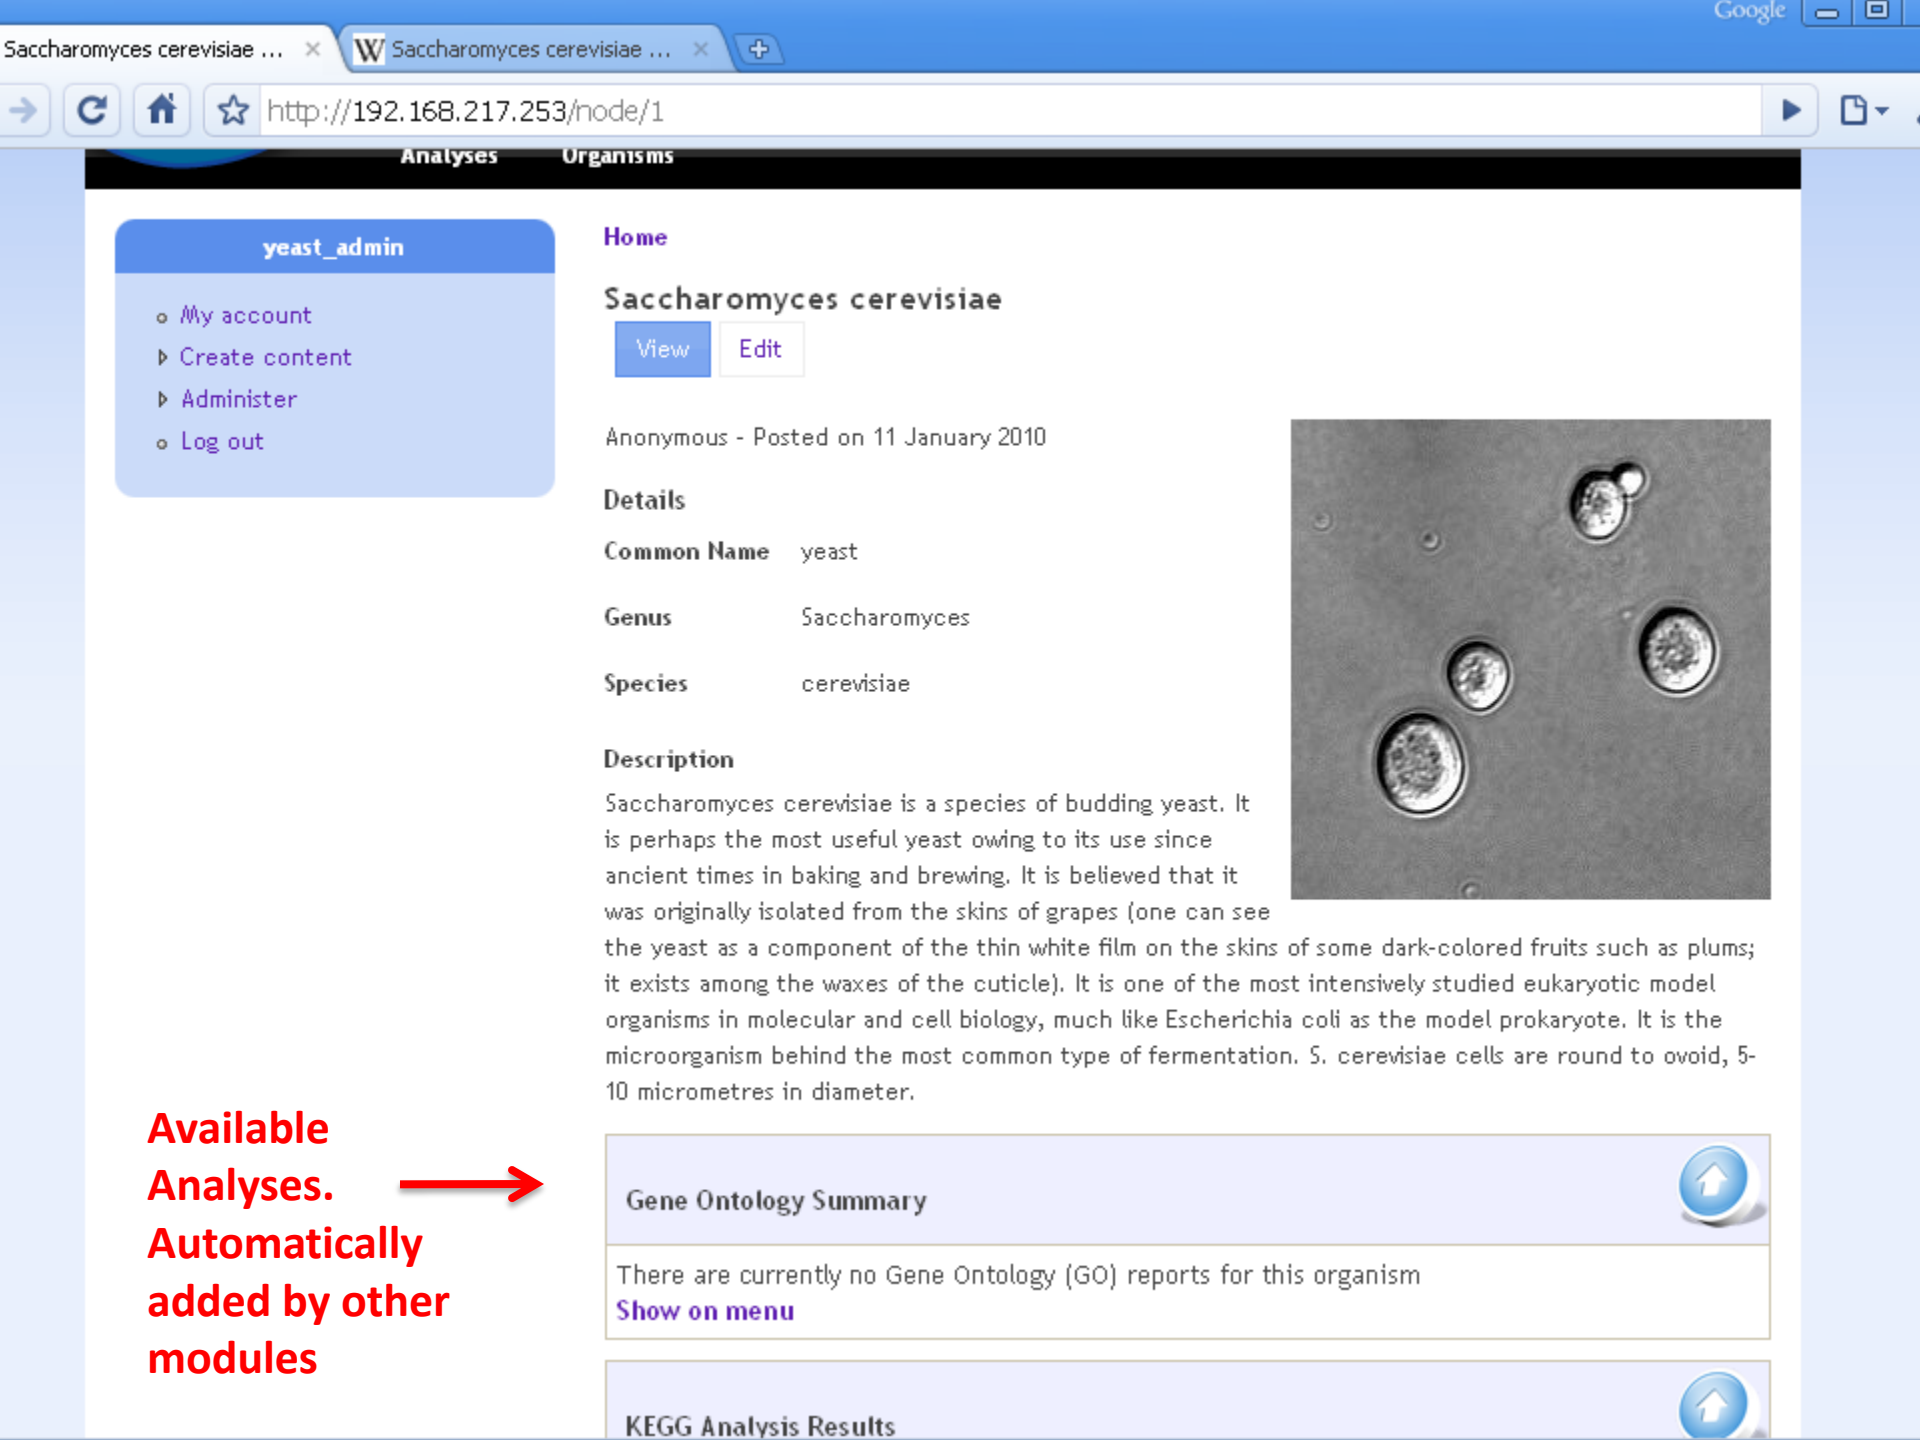 Google
Saccharomyces cerevisiae ...
W Saccharomyces cerevisiae ...
http://192.168.217.253/node/1
Analyses Organisms
yeast_admin
My account
Create content
Administer
Log out
Home
Saccharomyces cerevisiae
View Edit
Anonymous - Posted on 11 January 2010
Details
Common Name yeast
Genus Saccharomyces
Species cerevisiae
Description
Saccharomyces cerevisiae is a species of budding yeast. It
is perhaps the most useful yeast owing to its use since
ancient times in baking and brewing. It is believed that it
was originally isolated from the skins of grapes (one can see
the yeast as a component of the thin white film on the skins of some dark-colored fruits such as plums;
it exists among the waxes of the cuticle). It is one of the most intensively studied eukaryotic model
organisms in molecular and cell biology, much like Escherichia coli as the model prokaryote. It is the
microorganism behind the most common type of fermentation. S. cerevisiae cells are round to ovoid, 5-
10 micrometres in diameter.
Available
Analyses.
Automatically
added by other
modules
Gene Ontology Summary
There are currently no Gene Ontology (GO) reports for this organism
Show on menu
KEGG Analysis Results